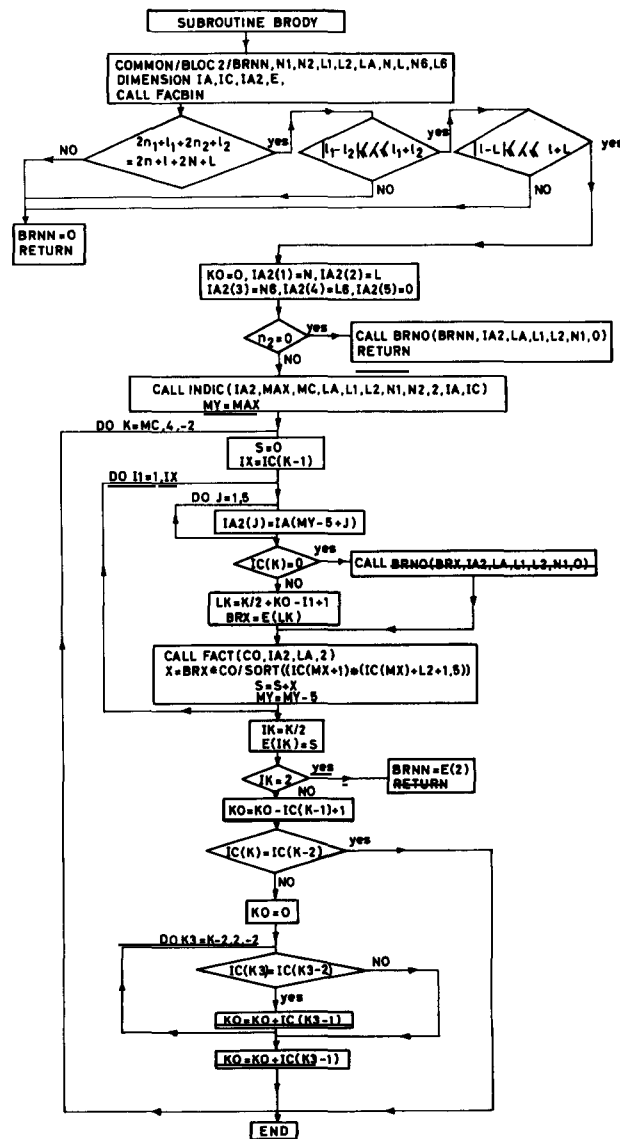 SUBROUTINE BRODY
COMMON/BLOC 2/BRNN, N1, N2, L1, L2, LA, N, L, N6, L6
DIMENSION IA, IC, IA2, E,
CALL FACBIN
NO
2n₁+l₁+2n₂+l₂
=2n+l+2N+L
yes
|l₁-l₂|⩽λ⩽ l₁+l₂
yes
|l-L|⩽λ⩽ l+L
yes
NO
NO
BRNN=0
RETURN
KO=0, IA2(1)=N, IA2(2)=L
IA2(3)=N6, IA2(4)=L6, IA2(5)=0
n₂=0
yes
CALL BRNO(BRNN, IA2, LA, L1, L2, N1, 0)
RETURN
NO
CALL INDIC(IA2, MAX, MC, LA, L1, L2, N1, N2, 2, IA, IC)
MY=MAX
DO K=MC,4,-2
S=0
IX=IC(K-1)
DO I1=1,IX
DO J=1,5
IA2(J)=IA(MY-5+J)
IC(K)=0
yes
CALL BRNO(BRX, IA2, LA, L1, L2, N1, 0)
NO
LK=K/2+KO-I1+1
BRX=E(LK)
CALL FACT(CO, IA2, LA, 2)
X=BRX*CO/SQRT((IC(MX+1)*(IC(MX)+L2+1,5))
S=S+X
MY=MY-5
IK=K/2
E(IK)=S
IK=2
yes
BRNN=E(2)
RETURN
NO
KO=KO-IC(K-1)+1
IC(K)=IC(K-2)
yes
NO
KO=0
DO K3=K-2,2,-2
IC(K3)=IC(K3-2)
NO
yes
KO=KO+IC(K3-1)
KO=KO+IC(K3-1)
END